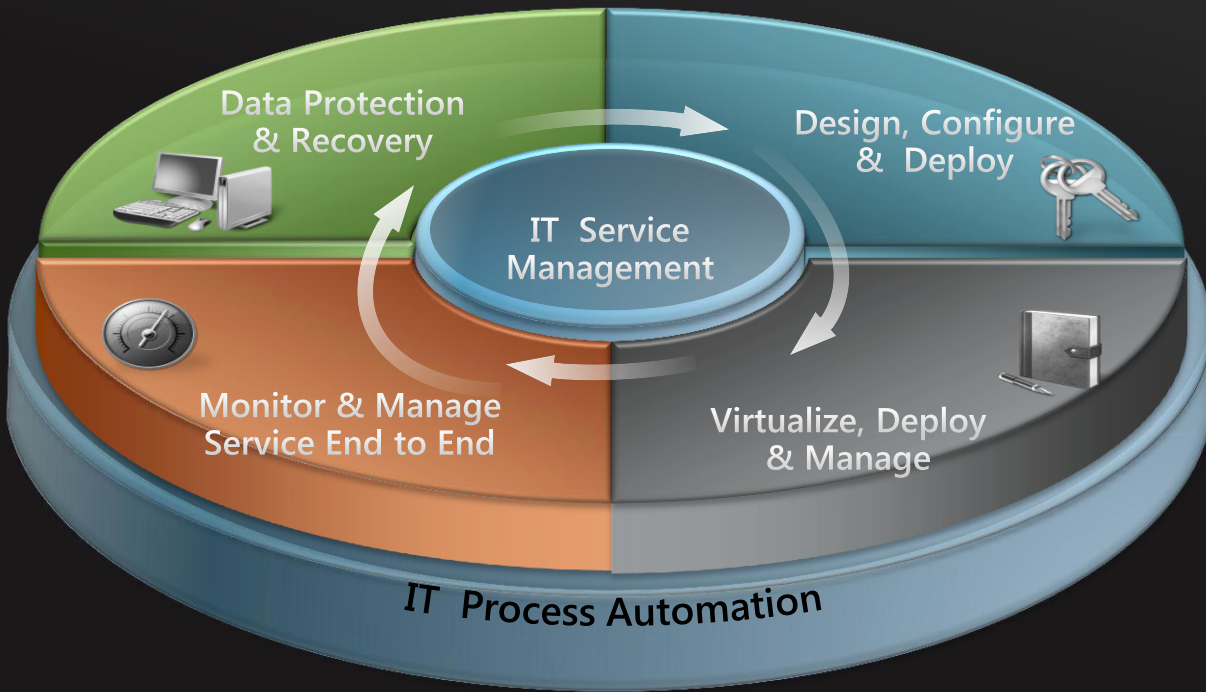 Data Protection
& Recovery
Design, Configure
& Deploy
IT Service
Management
Monitor & Manage
Service End to End
Virtualize, Deploy
& Manage
IT Process Automation